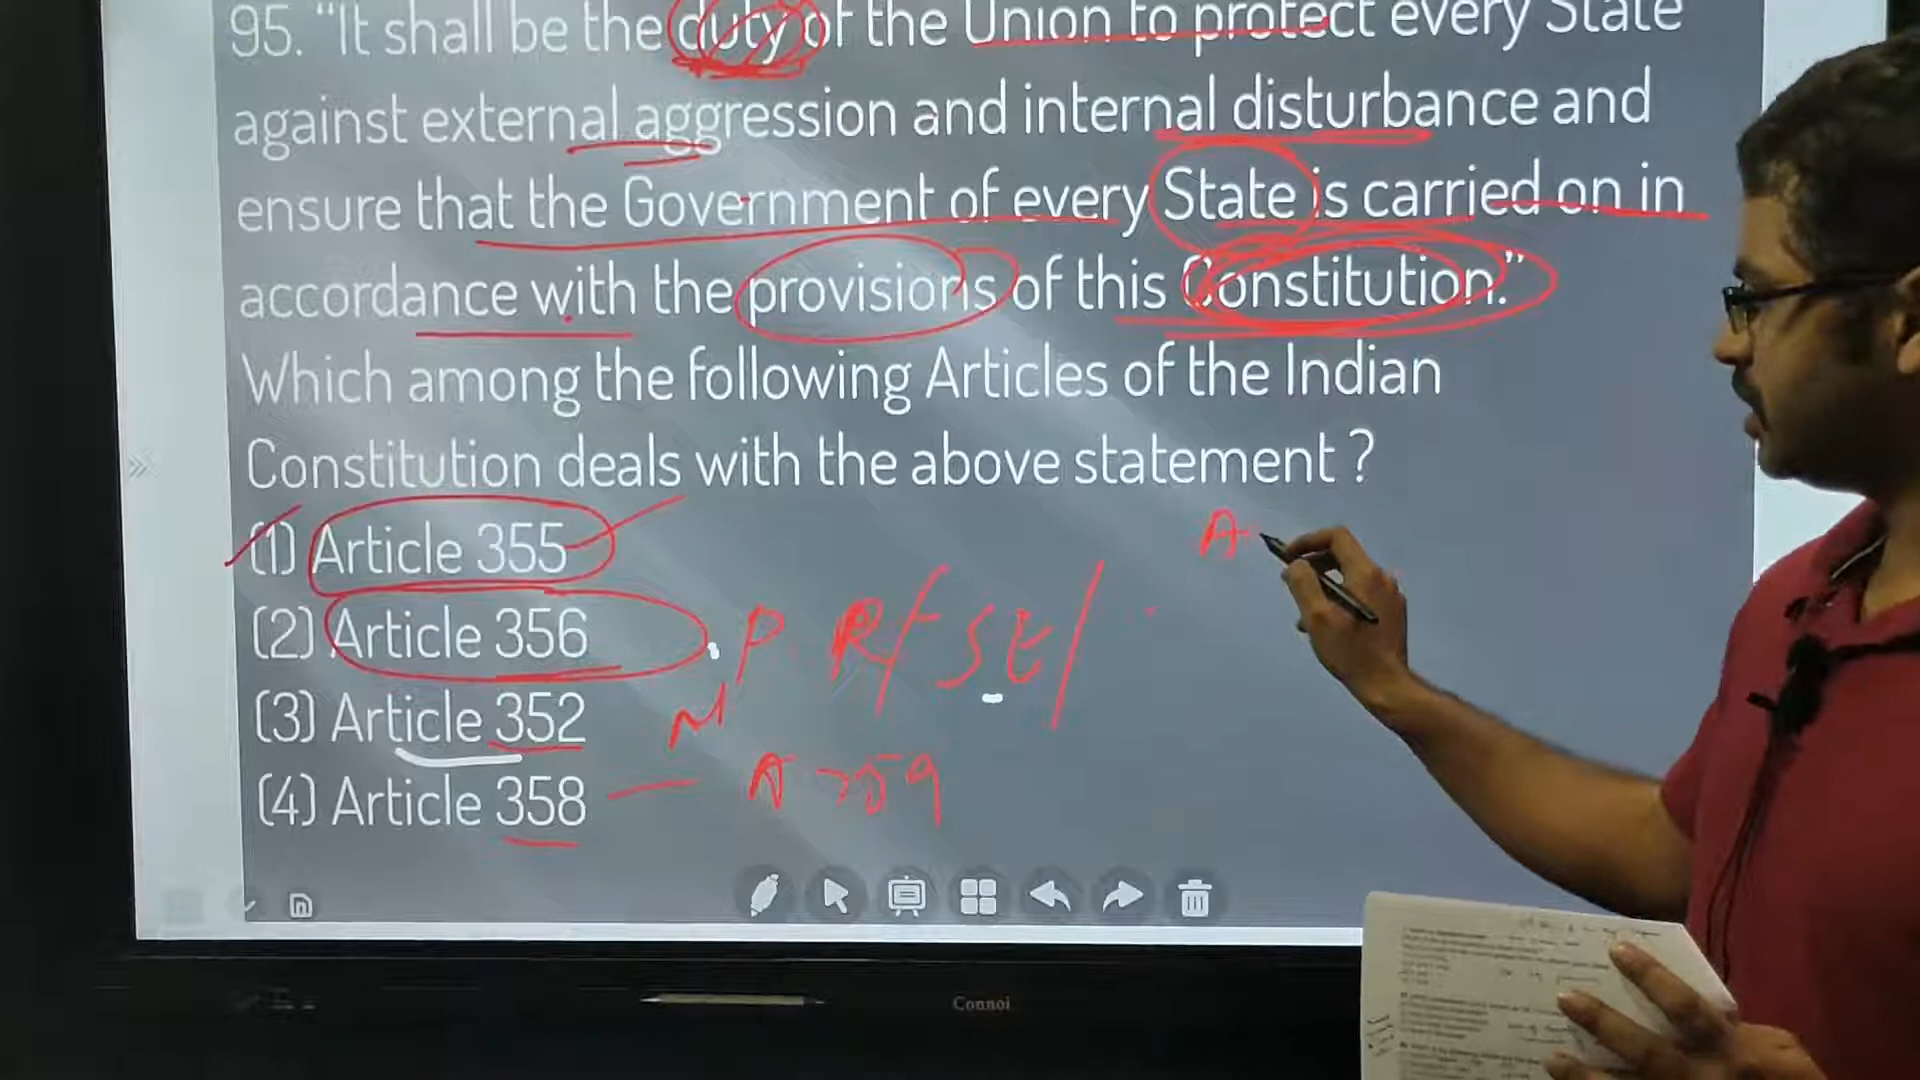 95. “It shall be the duty of the Union to protect every State
against external aggression and internal disturbance and
ensure that the Government of every State is carried on in
accordance with the provisions of this Constitution.”
Which among the following Articles of the Indian
Constitution deals with the above statement ?
(1) Article 355
A
(2) Article 356
P R / SE /
(3) Article 352
N
(4) Article 358
Connoi